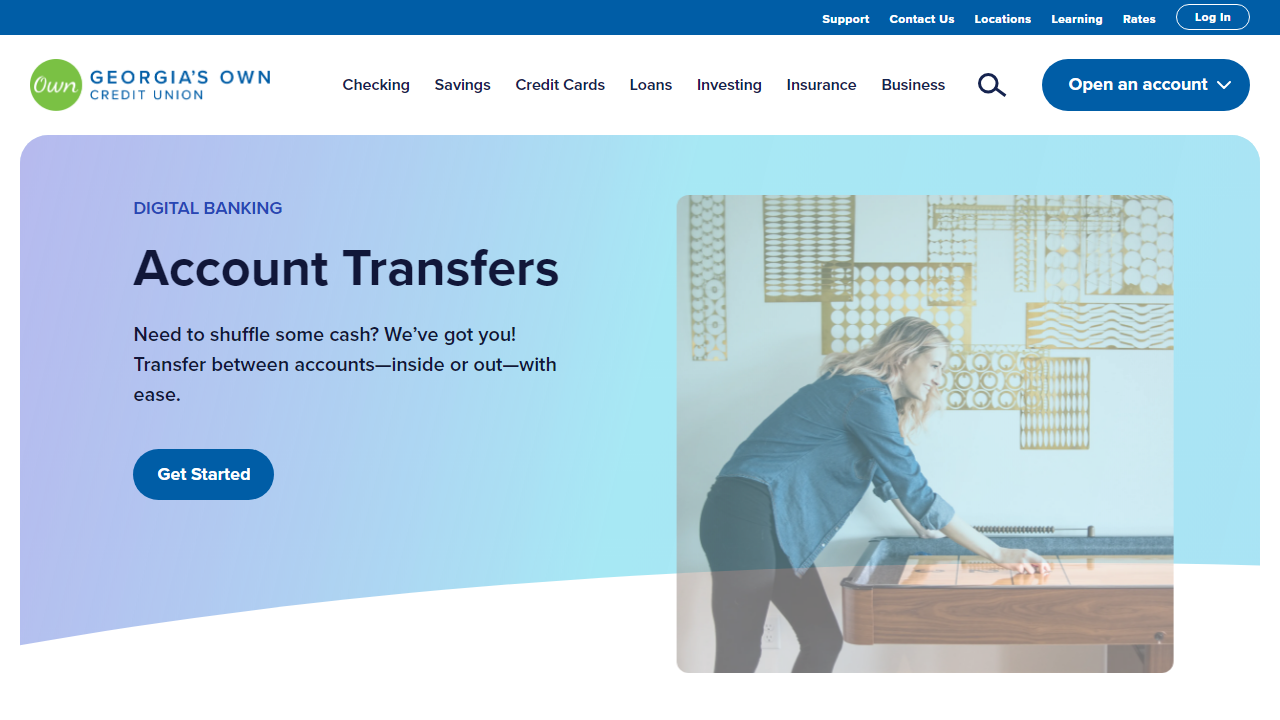 Support Contact Us Locations Learning Rates Log In
Own GEORGIA'S OWN
CREDIT UNION
Checking Savings Credit Cards Loans Investing Insurance Business Open an account
DIGITAL BANKING
Account Transfers
Need to shuffle some cash? We’ve got you!
Transfer between accounts—inside or out—with
ease.
Get Started